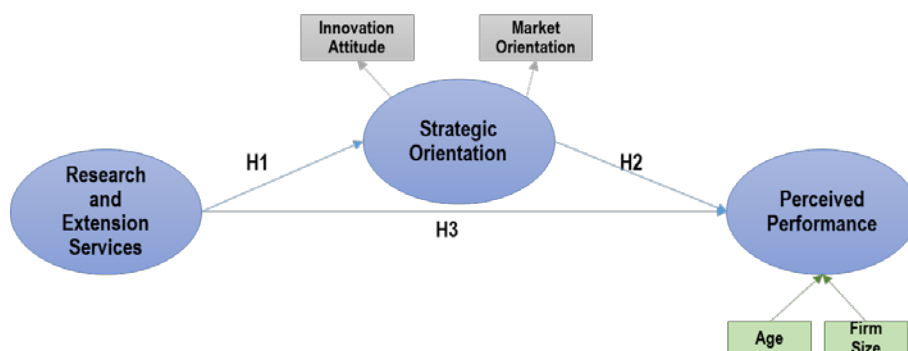 Innovation
Attitude
Market
Orientation
Strategic
Orientation
H1
H2
Research
and
Extension
Services
Perceived
Performance
H3
Age
Firm
Size